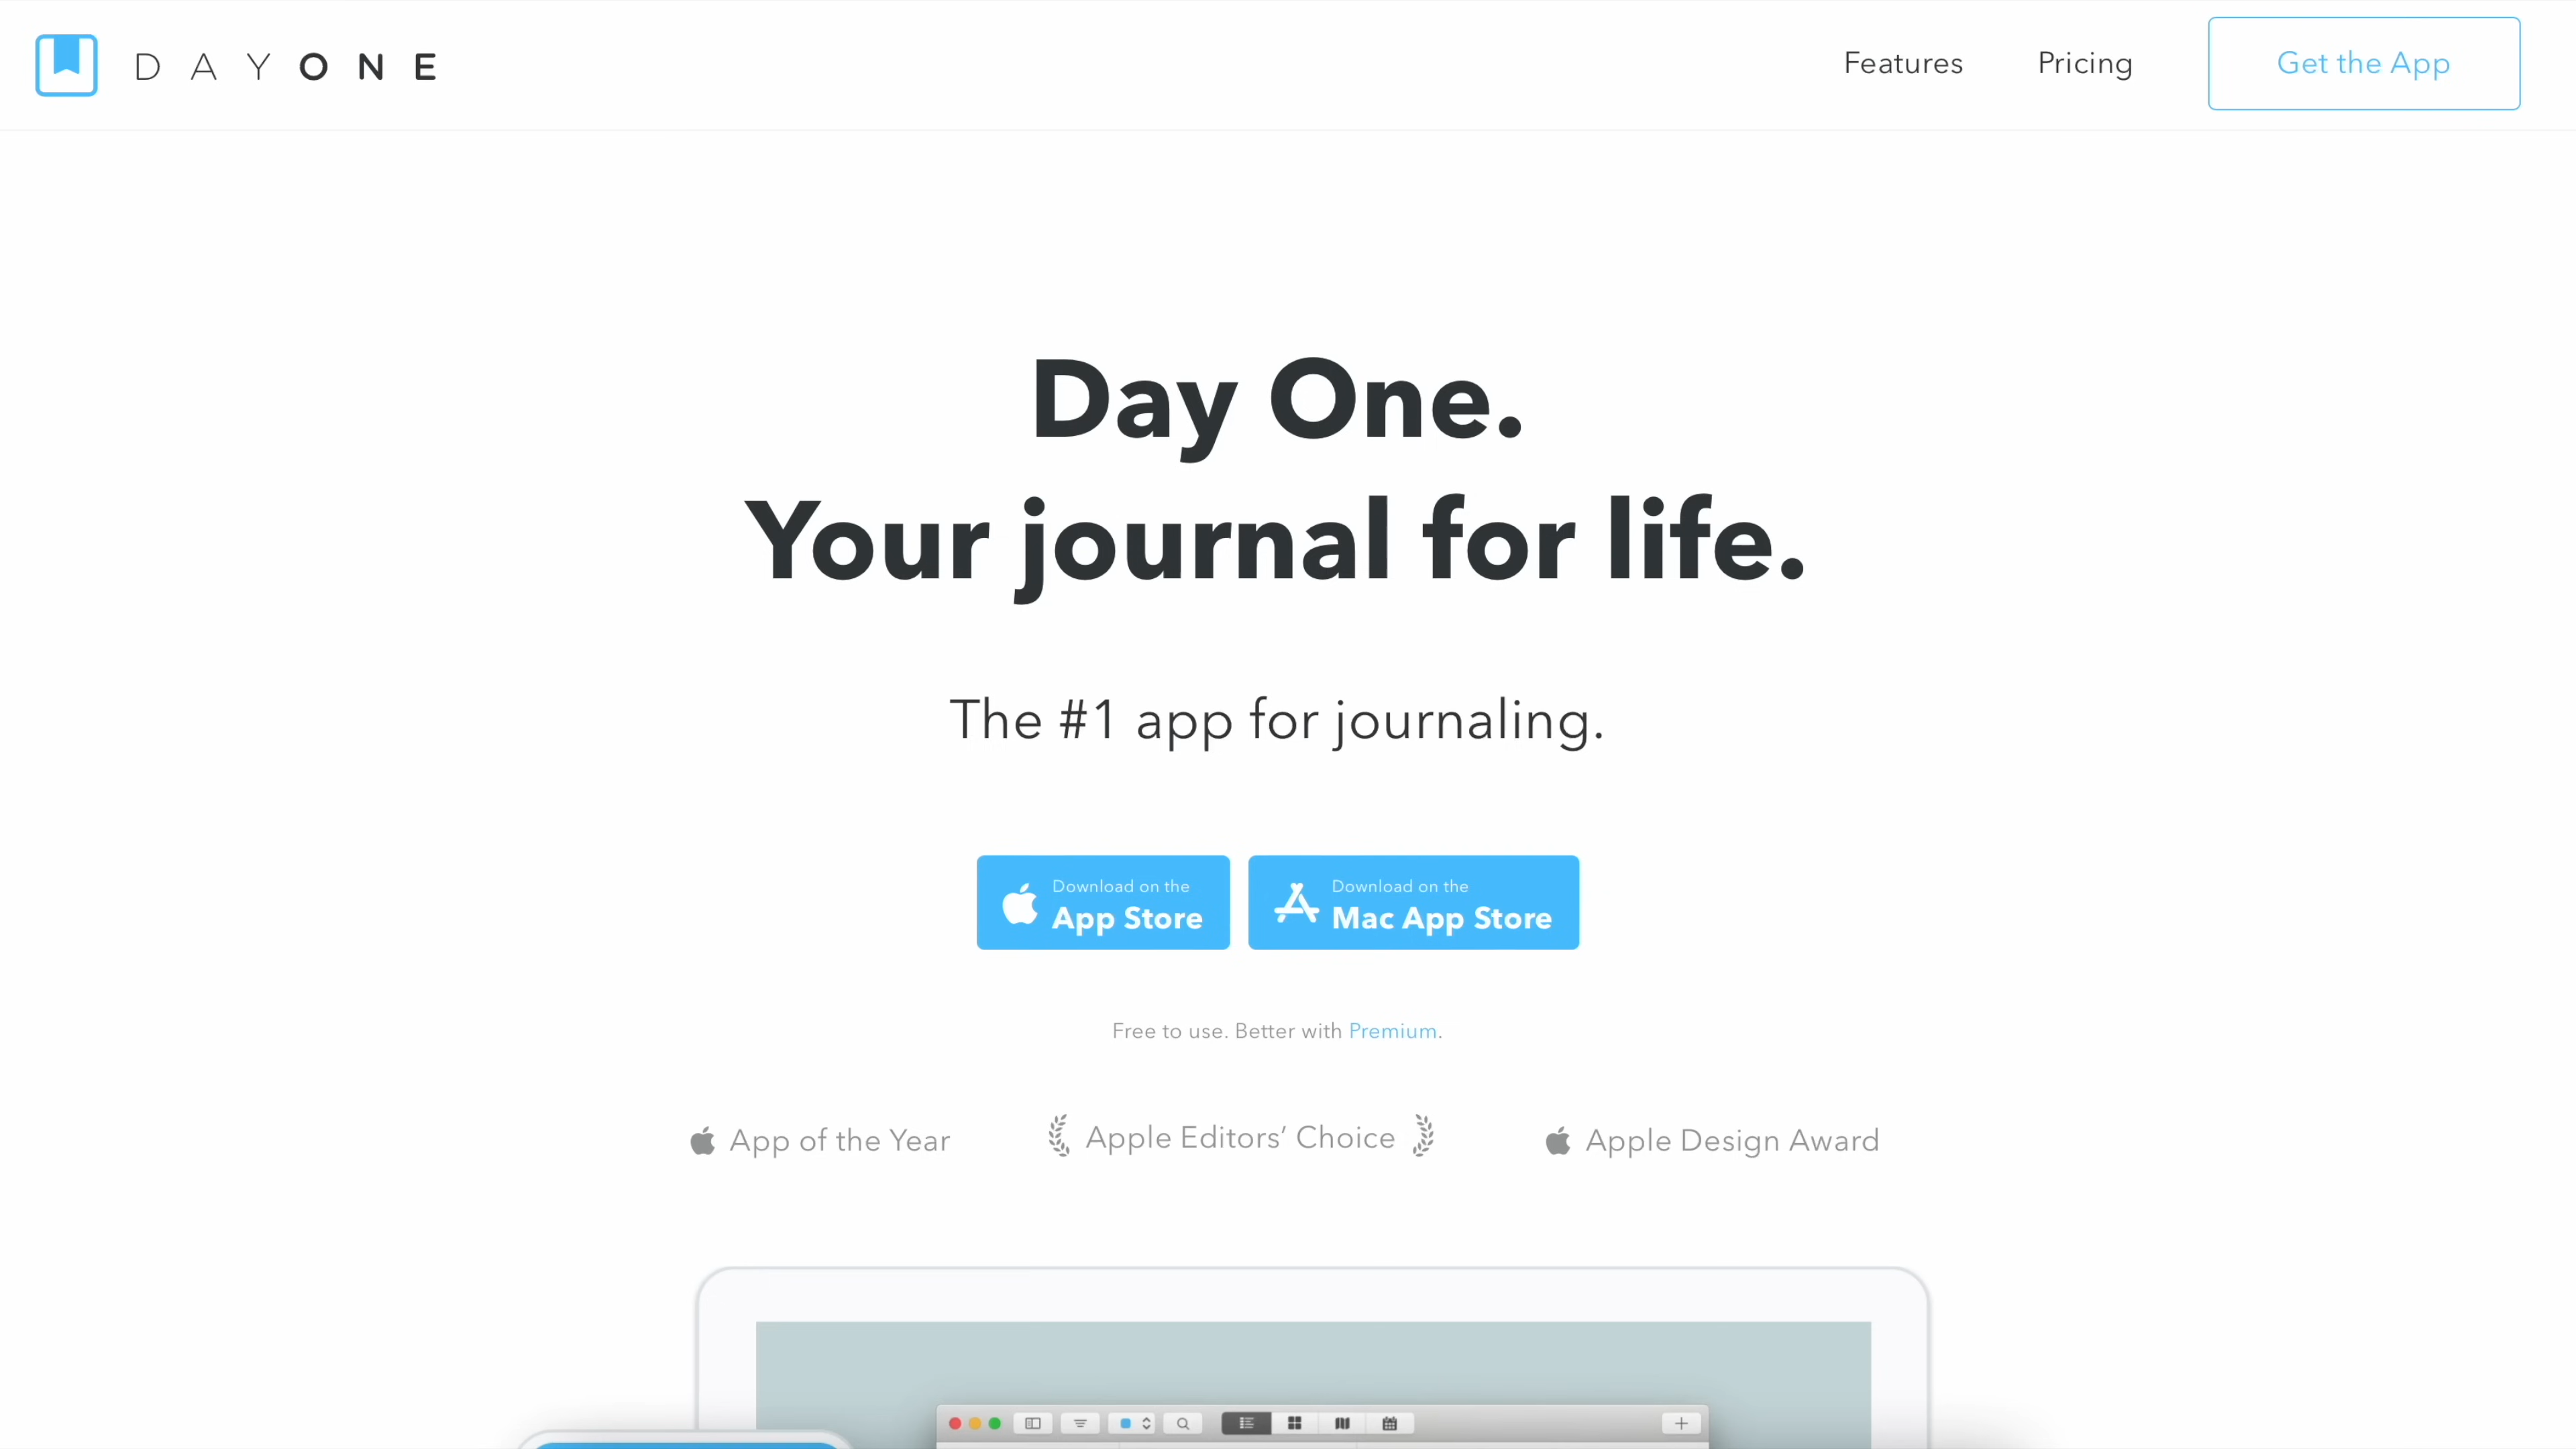 DAYONE
Features
Pricing
Get the App
Day One.
Your journal for life.
The #1 app for journaling.
Download on the
App Store
Download on the
Mac App Store
Free to use. Better with Premium.
App of the Year
Apple Editors’ Choice
Apple Design Award